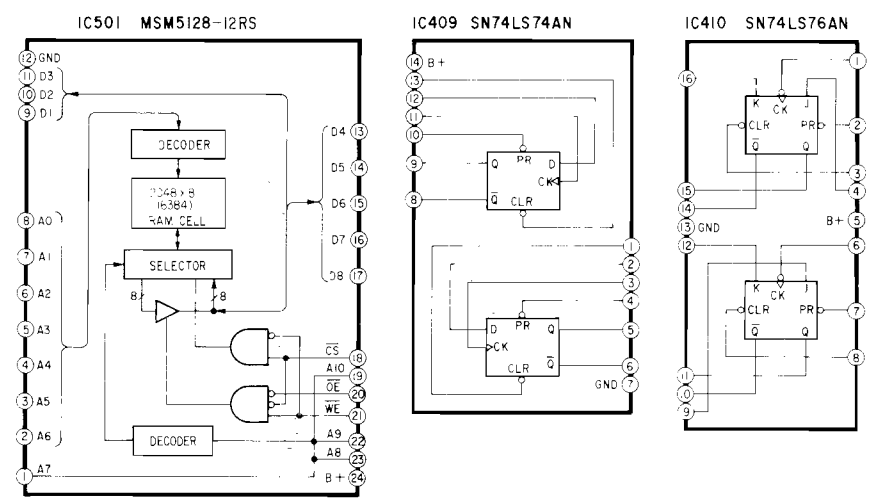 IC501 MSM5128-12RS
12 GND
11 D3
10 D2
9 D1
DECODER
2048 x 8
(16384)
RAM CELL
SELECTOR
8
8
8 A0
7 A1
6 A2
5 A3
4 A4
3 A5
2 A6
1 A7
DECODER
D4 13
D5 14
D6 15
D7 16
D8 17
CS 18
A10 19
OE 20
WE 21
A9 22
A8 23
B+ 24
IC409 SN74LS74AN
14 B+
13
12
11
10
9
8
PR
Q D
CK
Q
CLR
1
2
3
4
5
6
GND 7
PR
D Q
CK
Q
CLR
IC410 SN74LS76AN
16
K CK J
CLR PR
Q Q
1
2
3
4
B+ 5
6
7
8
15
14
13 GND
12
K CK J
CLR PR
Q Q
11
10
9